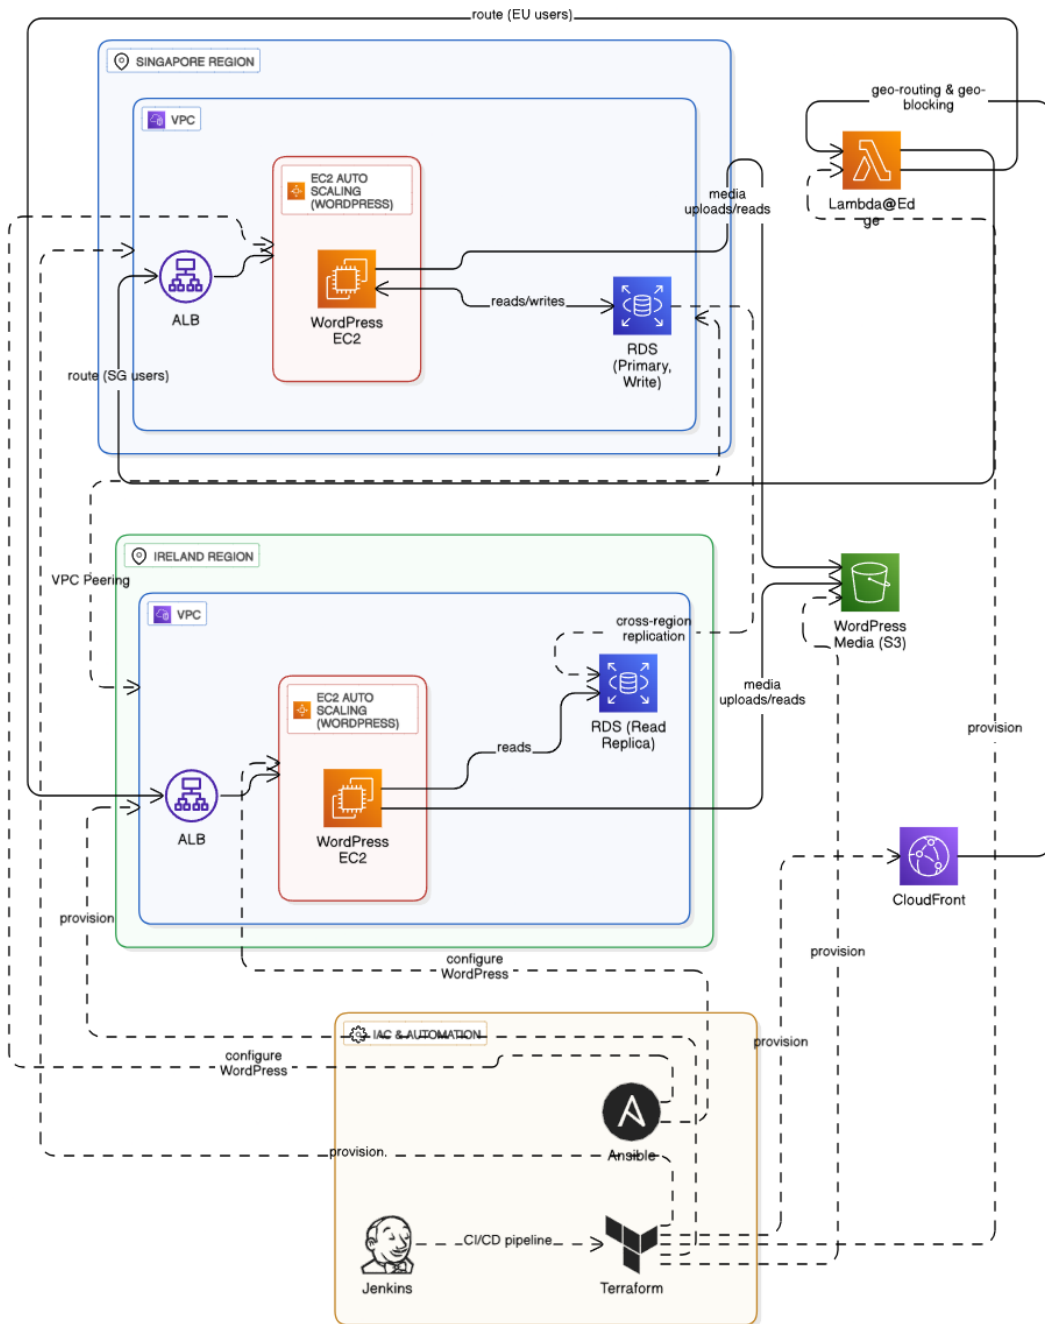 route (EU users)
SINGAPORE REGION
VPC
geo-routing & geo-
blocking
EC2 AUTO
SCALING
(WORDPRESS)
media
uploads/reads
Lambda@Ed
ge
ALB
WordPress
EC2
reads/writes
RDS
(Primary,
Write)
route (SG users)
IRELAND REGION
VPC Peering
VPC
cross-region
replication
WordPress
Media (S3)
EC2 AUTO
SCALING
(WORDPRESS)
media
uploads/reads
RDS (Read
Replica)
reads
provision
ALB
WordPress
EC2
CloudFront
provision
provision
configure
WordPress
IAC & AUTOMATION
provision
configure
WordPress
Ansible
provision.
CI/CD pipeline
Jenkins
Terraform